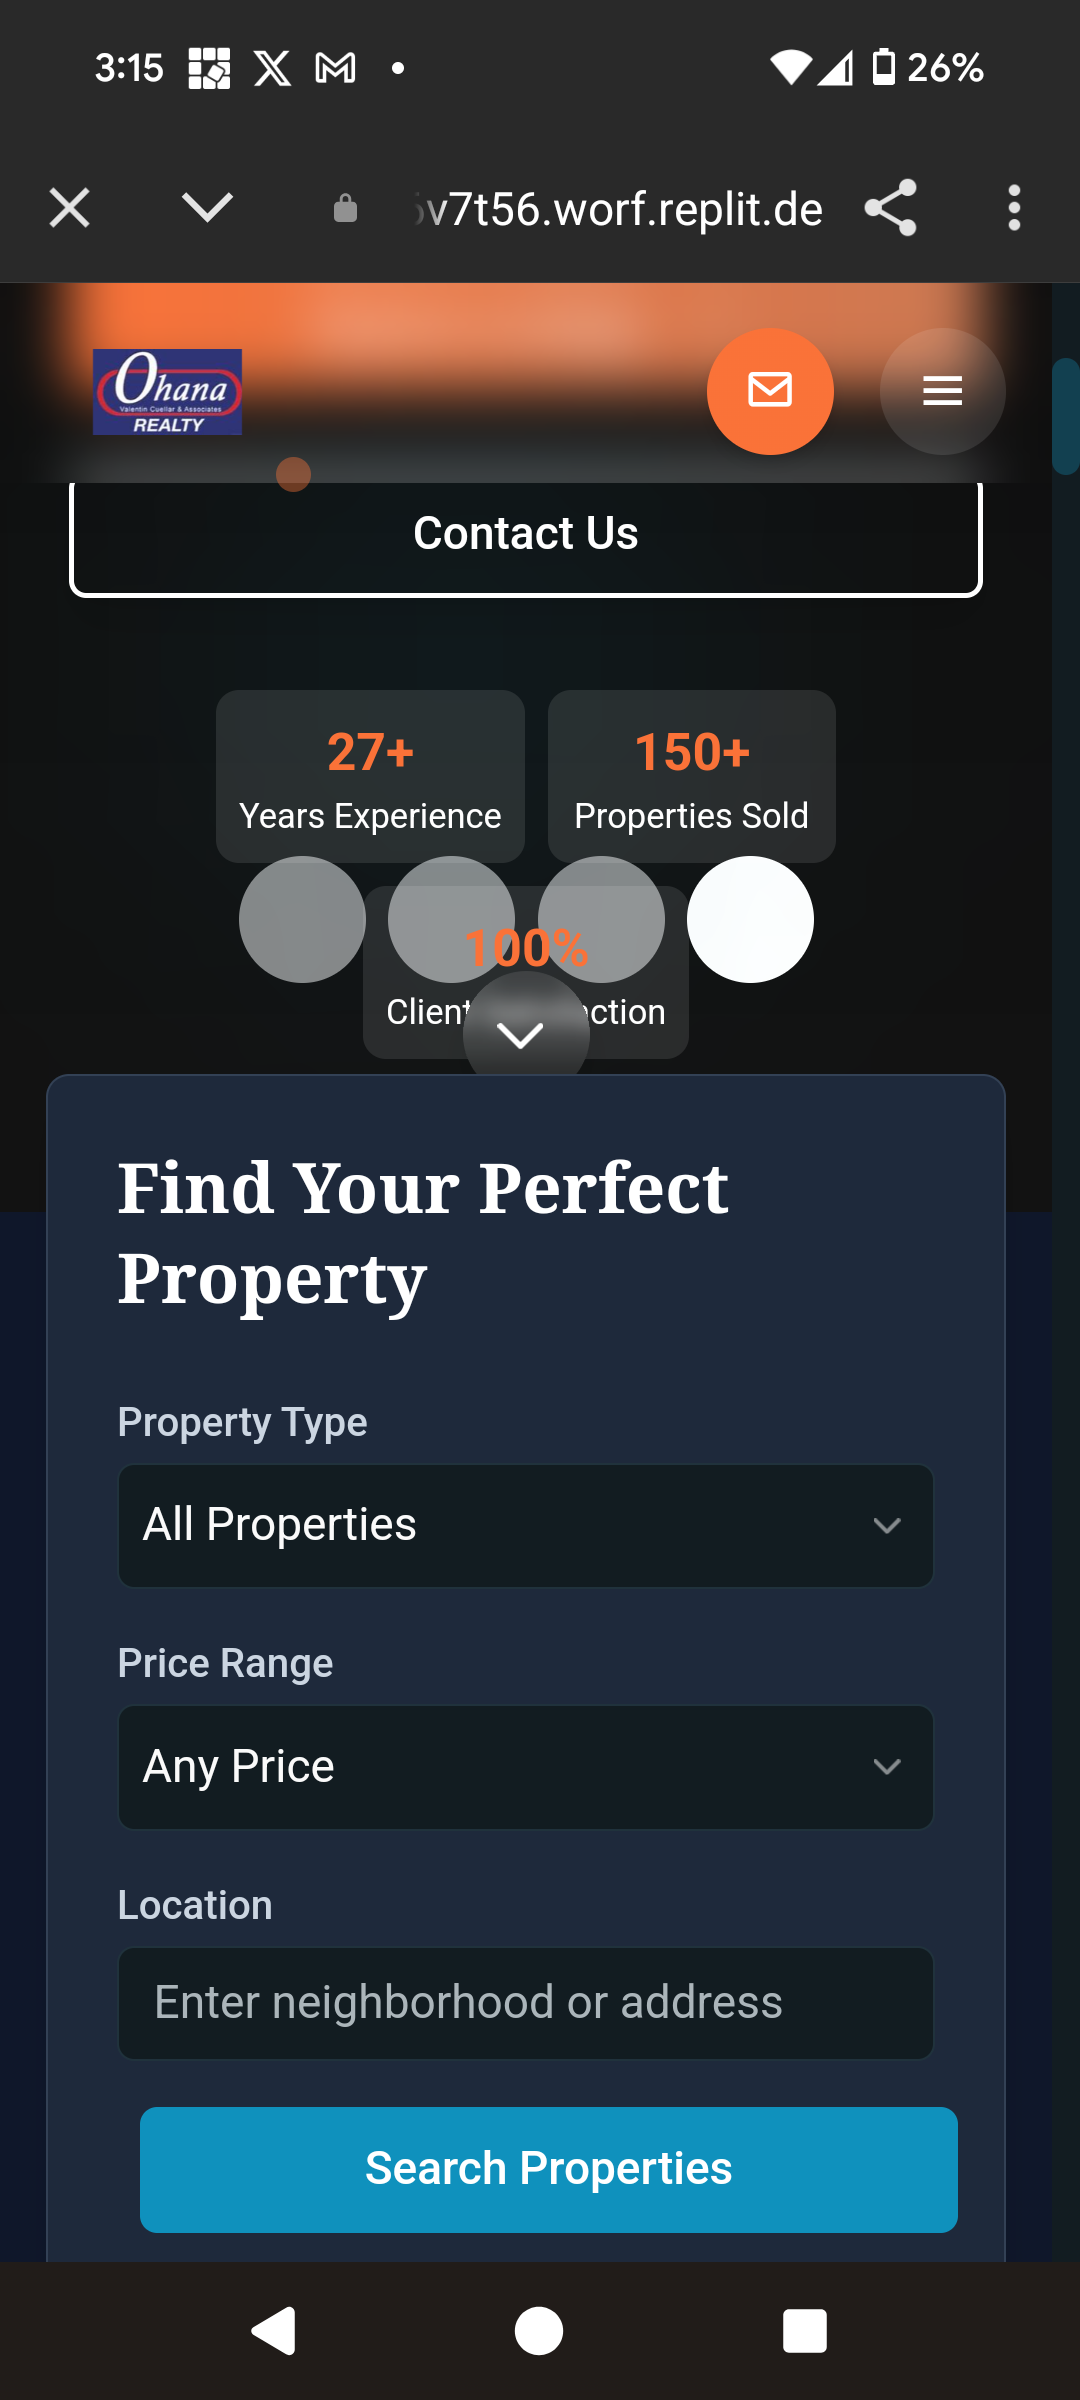 3:15
26%
v7t56.worf.replit.de
Ohana
Valentin Cuellar & Associates
REALTY
Contact Us
27+
150+
Years Experience
Properties Sold
100%
Client
Find Your Perfect
Property
Property Type
All Properties
Price Range
Any Price
Location
Enter neighborhood or address
Search Properties